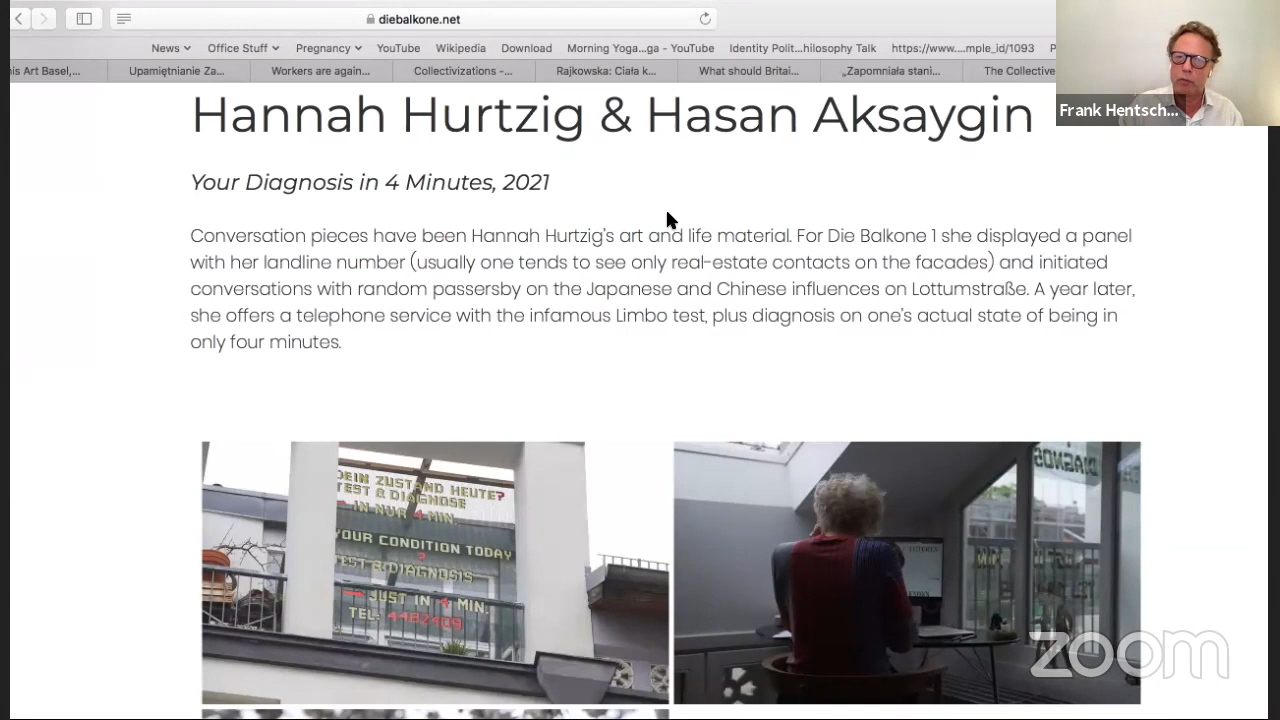 diebalkone.net
News
Office Stuff
Pregnancy
YouTube
Wikipedia
Download
Morning Yoga...ga - YouTube
Identity Polit...hilosophy Talk
https://www....mple_id/1093
Art Basel,...
Upamiętnianie Za...
Workers are again...
Collectivizations -...
Rajkowska: Ciała k...
What should Britai...
„Zapomniała stani...
The Collective
Frank Hentsch...
Hannah Hurtzig & Hasan Aksaygin
Your Diagnosis in 4 Minutes, 2021
Conversation pieces have been Hannah Hurtzig's art and life material. For Die Balkone 1 she displayed a panel
with her landline number (usually one tends to see only real-estate contacts on the facades) and initiated
conversations with random passersby on the Japanese and Chinese influences on Lottumstraße. A year later,
she offers a telephone service with the infamous Limbo test, plus diagnosis on one's actual state of being in
only four minutes.
DEIN ZUSTAND HEUTE?
TEST & DIAGNOSE
IN NUR 4 MIN.
YOUR CONDITION TODAY
?
TEST & DIAGNOSIS
JUST IN 4 MIN.
TEL: 4482409
zoom